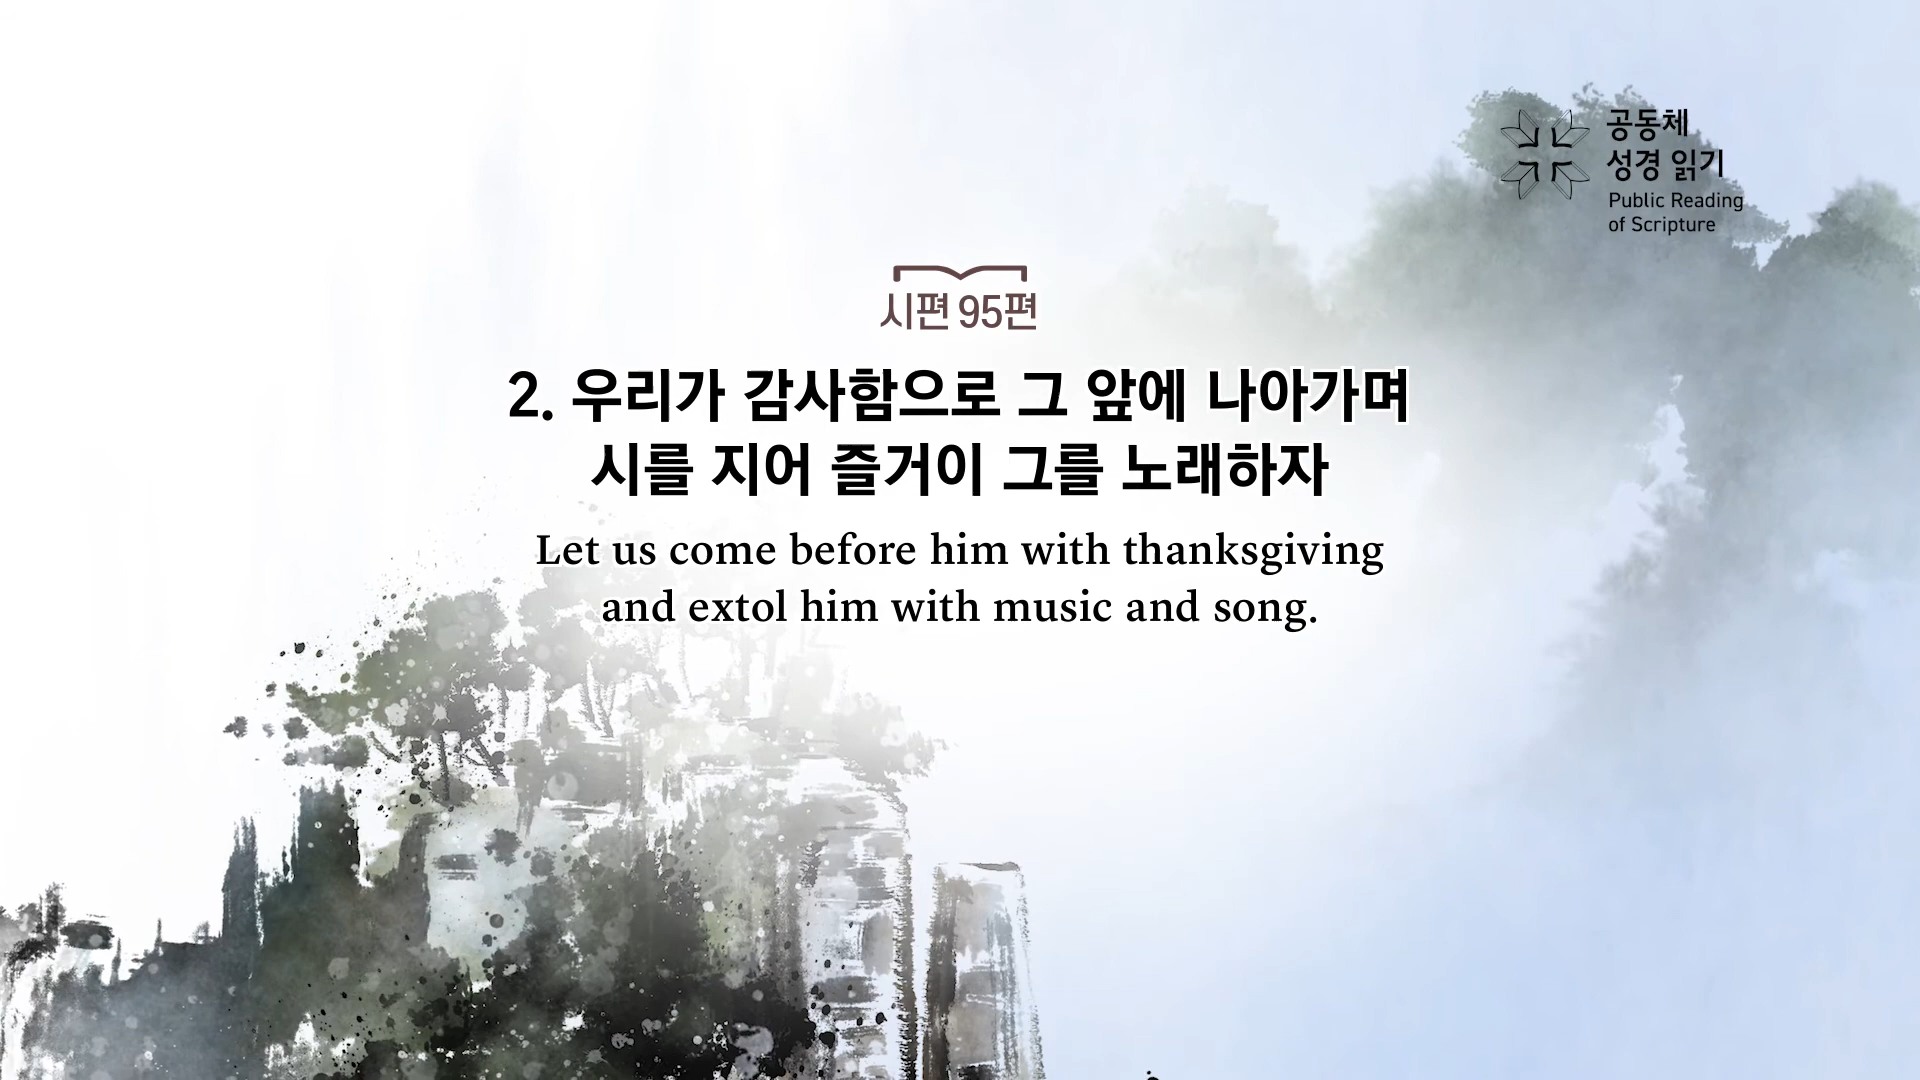 공동체
성경 읽기
Public Reading
of Scripture
시편 95편
2. 우리가 감사함으로 그 앞에 나아가며
시를 지어 즐거이 그를 노래하자
Let us come before him with thanksgiving
and extol him with music and song.